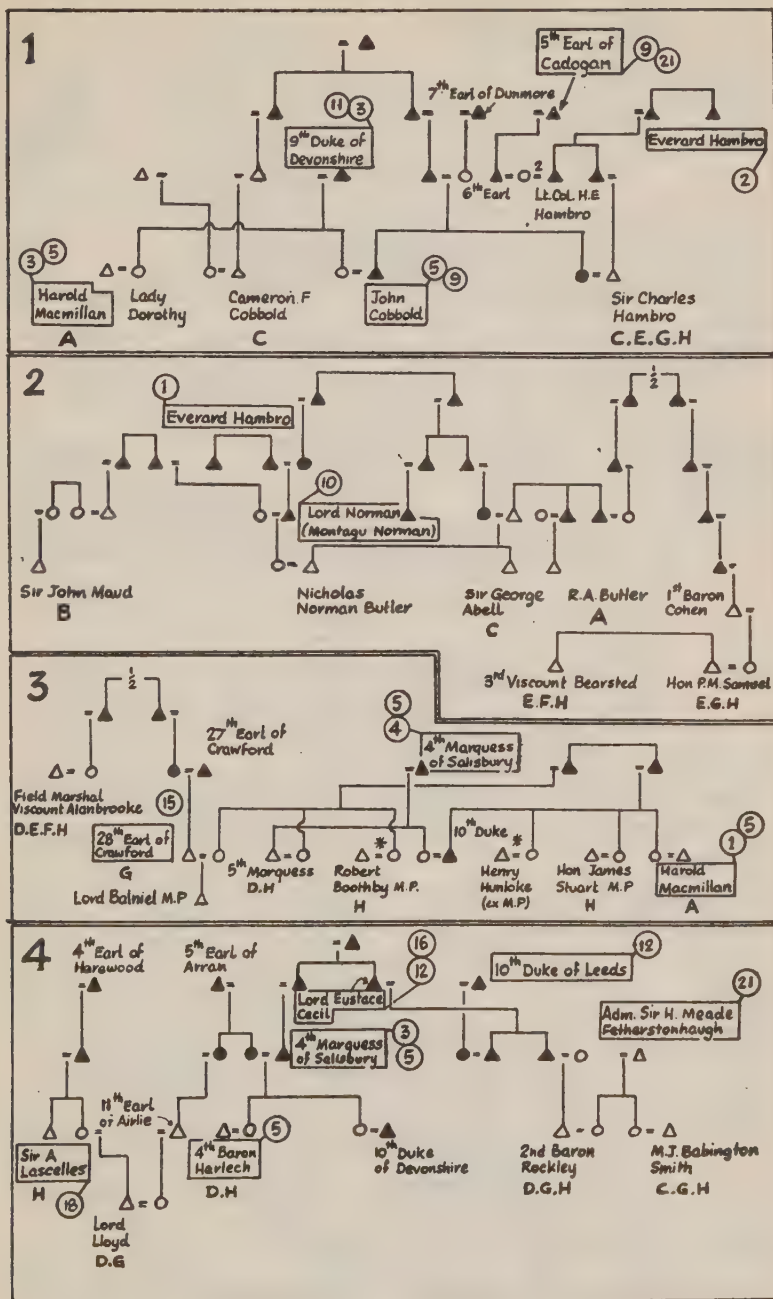 1
5th Earl of
Cadogan
9
21
7th Earl of Dunmore
11
3
9th Duke of
Devonshire
Everard Hambro
2
6th Earl
2
Lt. Col. H.E
Hambro
3
5
Harold
Macmillan
A
Lady
Dorothy
Cameron. F
Cobbold
C
John
Cobbold
5
9
Sir Charles
Hambro
C.E.G.H
2
1
Everard Hambro
1/2
10
Lord Norman
(Montagu Norman)
Sir John Maud
B
Nicholas
Norman Butler
Sir George
Abell
C
R.A. Butler
A
1st Baron
Cohen
3rd Viscount Bearsted
E.F.H
Hon P.M. Samuel
E.G.H
3
1/2
27th Earl of
Crawford
5
4
4th Marquess
of Salisbury
Field Marshal
Viscount Alanbrooke
D.E.F.H
15
28th Earl of
Crawford
G
Lord Balniel M.P
5th Marquess
D.H
*
Robert
Boothby M.P.
H
10th Duke
*
Henry
Hunloke
(ex M.P)
Hon James
Stuart M.P
H
1
5
Harold
Macmillan
A
4
4th Earl of
Harewood
5th Earl of
Arran
16
12
Lord Eustace
Cecil
10th Duke of Leeds
12
21
Adm. Sir H. Meade
Fetherstonhaugh
4th Marquess
of Salisbury
3
5
11th Earl
of Airlie
Sir A
Lascelles
H
18
4th Baron
Harlech
5
D.H
10th Duke
of Devonshire
2nd Baron
Rockley
D.G.H
M.J. Babington
Smith
C.G.H
Lord
Lloyd
D.G